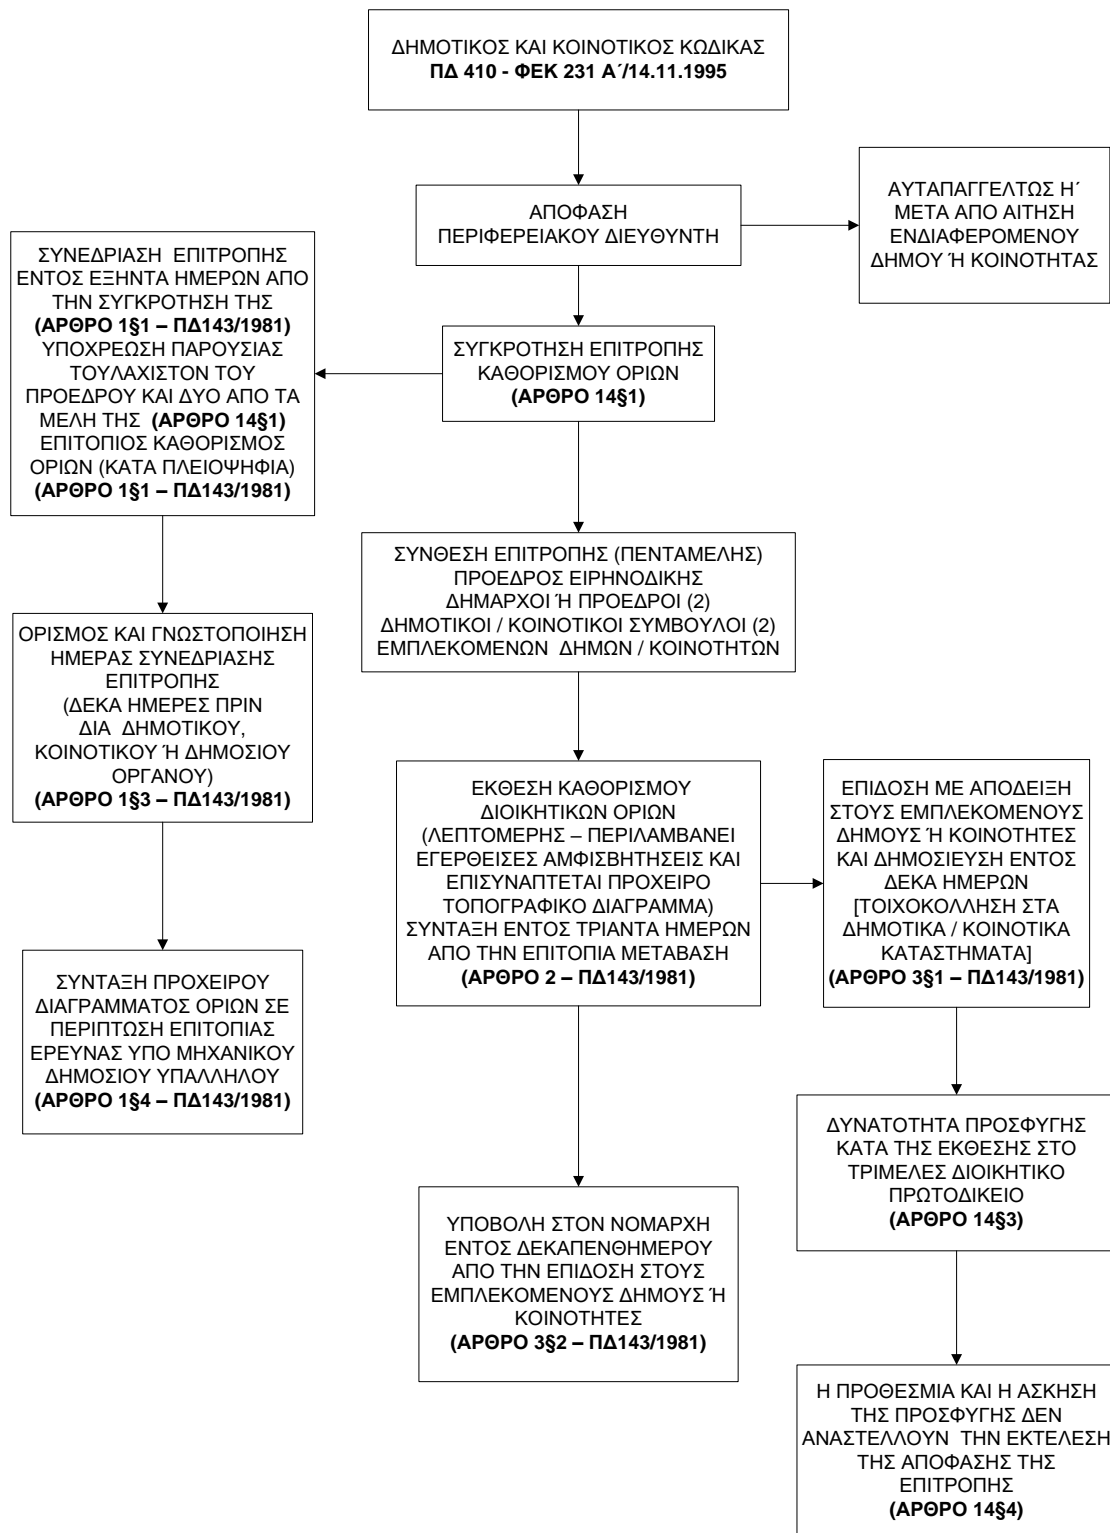 ΔΗΜΟΤΙΚΟΣ ΚΑΙ ΚΟΙΝΟΤΙΚΟΣ ΚΩΔΙΚΑΣ
ΠΔ 410 - ΦΕΚ 231 Α΄/14.11.1995
ΑΠΟΦΑΣΗ
ΠΕΡΙΦΕΡΕΙΑΚΟΥ ΔΙΕΥΘΥΝΤΗ
ΑΥΤΑΠΑΓΓΕΛΤΩΣ Η΄
ΜΕΤΑ ΑΠΟ ΑΙΤΗΣΗ
ΕΝΔΙΑΦΕΡΟΜΕΝΟΥ
ΔΗΜΟΥ Ή ΚΟΙΝΟΤΗΤΑΣ
ΣΥΓΚΡΟΤΗΣΗ ΕΠΙΤΡΟΠΗΣ
ΚΑΘΟΡΙΣΜΟΥ ΟΡΙΩΝ
(ΑΡΘΡΟ 14§1)
ΣΥΝΕΔΡΙΑΣΗ ΕΠΙΤΡΟΠΗΣ
ΕΝΤΟΣ ΕΞΗΝΤΑ ΗΜΕΡΩΝ ΑΠΟ
ΤΗΝ ΣΥΓΚΡΟΤΗΣΗ ΤΗΣ
(ΑΡΘΡΟ 1§1 – ΠΔ143/1981)
ΥΠΟΧΡΕΩΣΗ ΠΑΡΟΥΣΙΑΣ
ΤΟΥΛΑΧΙΣΤΟΝ ΤΟΥ
ΠΡΟΕΔΡΟΥ ΚΑΙ ΔΥΟ ΑΠΟ ΤΑ
ΜΕΛΗ ΤΗΣ (ΑΡΘΡΟ 14§1)
ΕΠΙΤΟΠΙΟΣ ΚΑΘΟΡΙΣΜΟΣ
ΟΡΙΩΝ (ΚΑΤΑ ΠΛΕΙΟΨΗΦΙΑ)
(ΑΡΘΡΟ 1§1 – ΠΔ143/1981)
ΟΡΙΣΜΟΣ ΚΑΙ ΓΝΩΣΤΟΠΟΙΗΣΗ
ΗΜΕΡΑΣ ΣΥΝΕΔΡΙΑΣΗΣ
ΕΠΙΤΡΟΠΗΣ
(ΔΕΚΑ ΗΜΕΡΕΣ ΠΡΙΝ
ΔΙΑ ΔΗΜΟΤΙΚΟΥ,
ΚΟΙΝΟΤΙΚΟΥ Ή ΔΗΜΟΣΙΟΥ
ΟΡΓΑΝΟΥ)
(ΑΡΘΡΟ 1§3 – ΠΔ143/1981)
ΣΥΝΤΑΞΗ ΠΡΟΧΕΙΡΟΥ
ΔΙΑΓΡΑΜΜΑΤΟΣ ΟΡΙΩΝ ΣΕ
ΠΕΡΙΠΤΩΣΗ ΕΠΙΤΟΠΙΑΣ
ΕΡΕΥΝΑΣ ΥΠΟ ΜΗΧΑΝΙΚΟΥ
ΔΗΜΟΣΙΟΥ ΥΠΑΛΛΗΛΟΥ
(ΑΡΘΡΟ 1§4 – ΠΔ143/1981)
ΣΥΝΘΕΣΗ ΕΠΙΤΡΟΠΗΣ (ΠΕΝΤΑΜΕΛΗΣ)
ΠΡΟΕΔΡΟΣ ΕΙΡΗΝΟΔΙΚΗΣ
ΔΗΜΑΡΧΟΙ Ή ΠΡΟΕΔΡΟΙ (2)
ΔΗΜΟΤΙΚΟΙ / ΚΟΙΝΟΤΙΚΟΙ ΣΥΜΒΟΥΛΟΙ (2)
ΕΜΠΛΕΚΟΜΕΝΩΝ ΔΗΜΩΝ / ΚΟΙΝΟΤΗΤΩΝ
ΕΚΘΕΣΗ ΚΑΘΟΡΙΣΜΟΥ
ΔΙΟΙΚΗΤΙΚΩΝ ΟΡΙΩΝ
(ΛΕΠΤΟΜΕΡΗΣ – ΠΕΡΙΛΑΜΒΑΝΕΙ
ΕΓΕΡΘΕΙΣΕΣ ΑΜΦΙΣΒΗΤΗΣΕΙΣ ΚΑΙ
ΕΠΙΣΥΝΑΠΤΕΤΑΙ ΠΡΟΧΕΙΡΟ
ΤΟΠΟΓΡΑΦΙΚΟ ΔΙΑΓΡΑΜΜΑ)
ΣΥΝΤΑΞΗ ΕΝΤΟΣ ΤΡΙΑΝΤΑ ΗΜΕΡΩΝ
ΑΠΟ ΤΗΝ ΕΠΙΤΟΠΙΑ ΜΕΤΑΒΑΣΗ
(ΑΡΘΡΟ 2 – ΠΔ143/1981)
ΥΠΟΒΟΛΗ ΣΤΟΝ ΝΟΜΑΡΧΗ
ΕΝΤΟΣ ΔΕΚΑΠΕΝΘΗΜΕΡΟΥ
ΑΠΟ ΤΗΝ ΕΠΙΔΟΣΗ ΣΤΟΥΣ
ΕΜΠΛΕΚΟΜΕΝΟΥΣ ΔΗΜΟΥΣ Ή
ΚΟΙΝΟΤΗΤΕΣ
(ΑΡΘΡΟ 3§2 – ΠΔ143/1981)
ΕΠΙΔΟΣΗ ΜΕ ΑΠΟΔΕΙΞΗ
ΣΤΟΥΣ ΕΜΠΛΕΚΟΜΕΝΟΥΣ
ΔΗΜΟΥΣ Ή ΚΟΙΝΟΤΗΤΕΣ
ΚΑΙ ΔΗΜΟΣΙΕΥΣΗ ΕΝΤΟΣ
ΔΕΚΑ ΗΜΕΡΩΝ
[ΤΟΙΧΟΚΟΛΛΗΣΗ ΣΤΑ
ΔΗΜΟΤΙΚΑ / ΚΟΙΝΟΤΙΚΑ
ΚΑΤΑΣΤΗΜΑΤΑ]
(ΑΡΘΡΟ 3§1 – ΠΔ143/1981)
ΔΥΝΑΤΟΤΗΤΑ ΠΡΟΣΦΥΓΗΣ
ΚΑΤΑ ΤΗΣ ΕΚΘΕΣΗΣ ΣΤΟ
ΤΡΙΜΕΛΕΣ ΔΙΟΙΚΗΤΙΚΟ
ΠΡΩΤΟΔΙΚΕΙΟ
(ΑΡΘΡΟ 14§3)
Η ΠΡΟΘΕΣΜΙΑ ΚΑΙ Η ΑΣΚΗΣΗ
ΤΗΣ ΠΡΟΣΦΥΓΗΣ ΔΕΝ
ΑΝΑΣΤΕΛΛΟΥΝ ΤΗΝ ΕΚΤΕΛΕΣΗ
ΤΗΣ ΑΠΟΦΑΣΗΣ ΤΗΣ
ΕΠΙΤΡΟΠΗΣ
(ΑΡΘΡΟ 14§4)